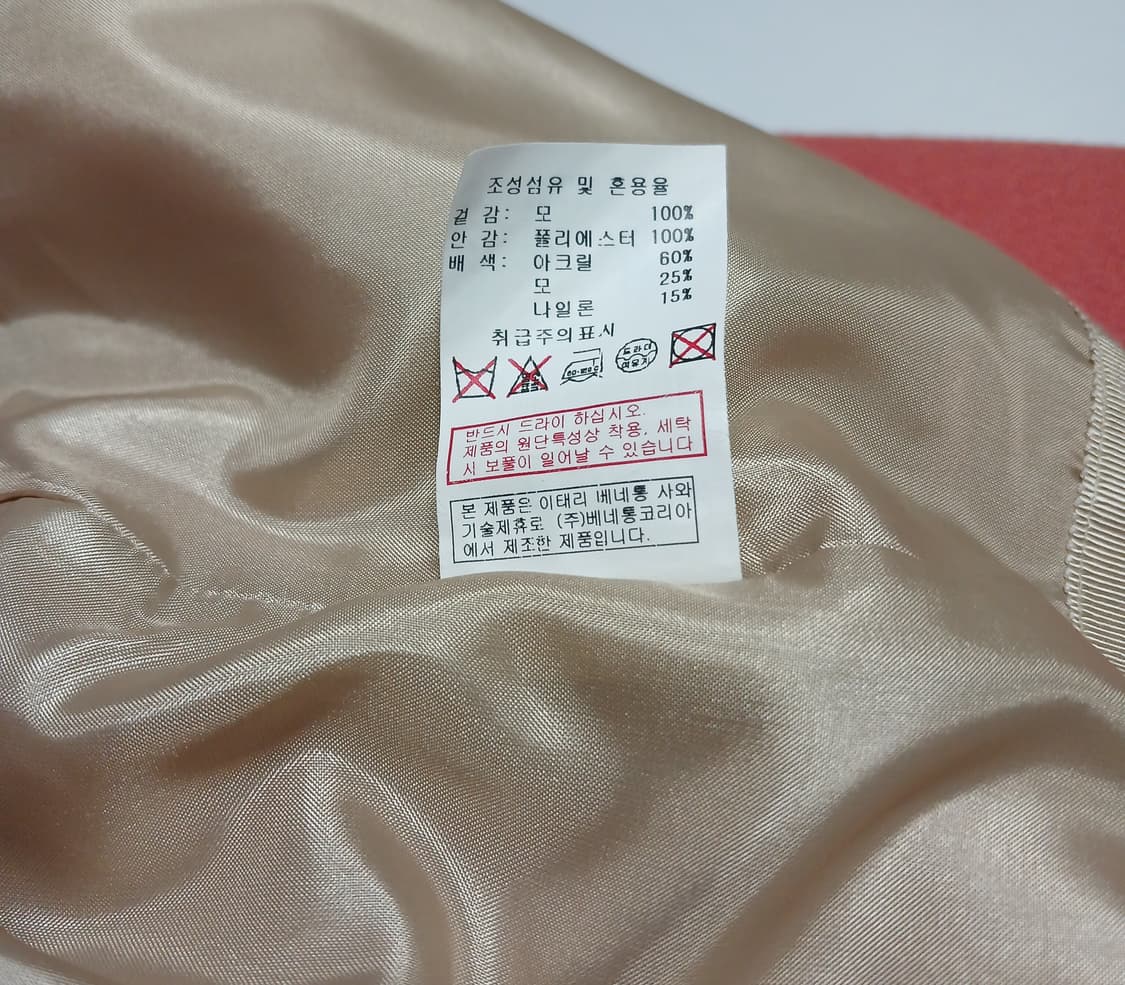 조성섬유 및 혼용율
겉 감: 모 100%
안 감: 폴리에스터 100%
배 색: 아크릴 60%
모 25%
나일론 15%
취급주의표시
드라이
반드시 드라이 하십시오.
제품의 원단특성상 착용, 세탁
시 보풀이 일어날 수 있습니다
본 제품은 이태리 베네통 사와
기술제휴로 (주)베네통코리아
에서 제조한 제품입니다.